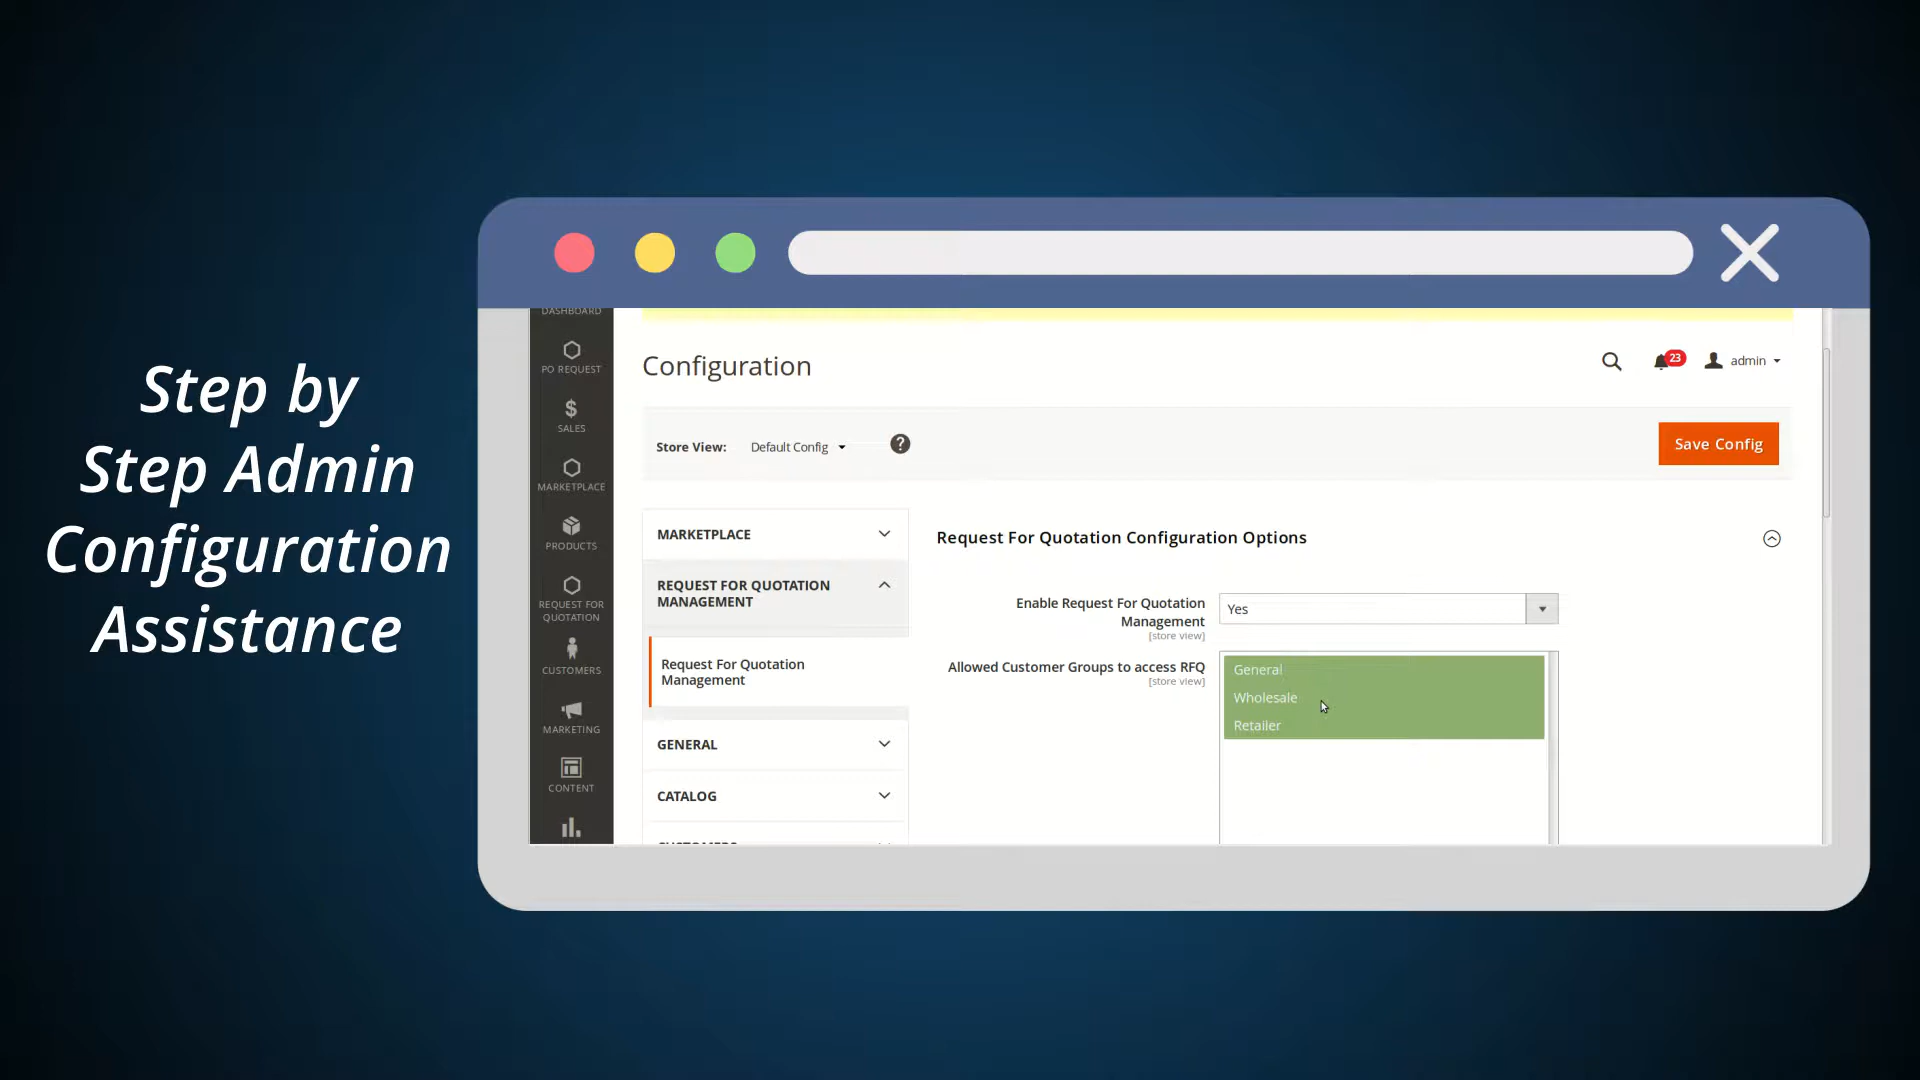 Step by
Step Admin
Configuration
Assistance
DASHBOARD
PO REQUEST
SALES
MARKETPLACE
PRODUCTS
REQUEST FOR
QUOTATION
CUSTOMERS
MARKETING
CONTENT
Configuration
23
admin
Store View:
Default Config
?
Save Config
MARKETPLACE
REQUEST FOR QUOTATION
MANAGEMENT
Request For Quotation
Management
GENERAL
CATALOG
CUSTOMERS
Request For Quotation Configuration Options
Enable Request For Quotation
Management
[store view]
Yes
Allowed Customer Groups to access RFQ
[store view]
General
Wholesale
Retailer